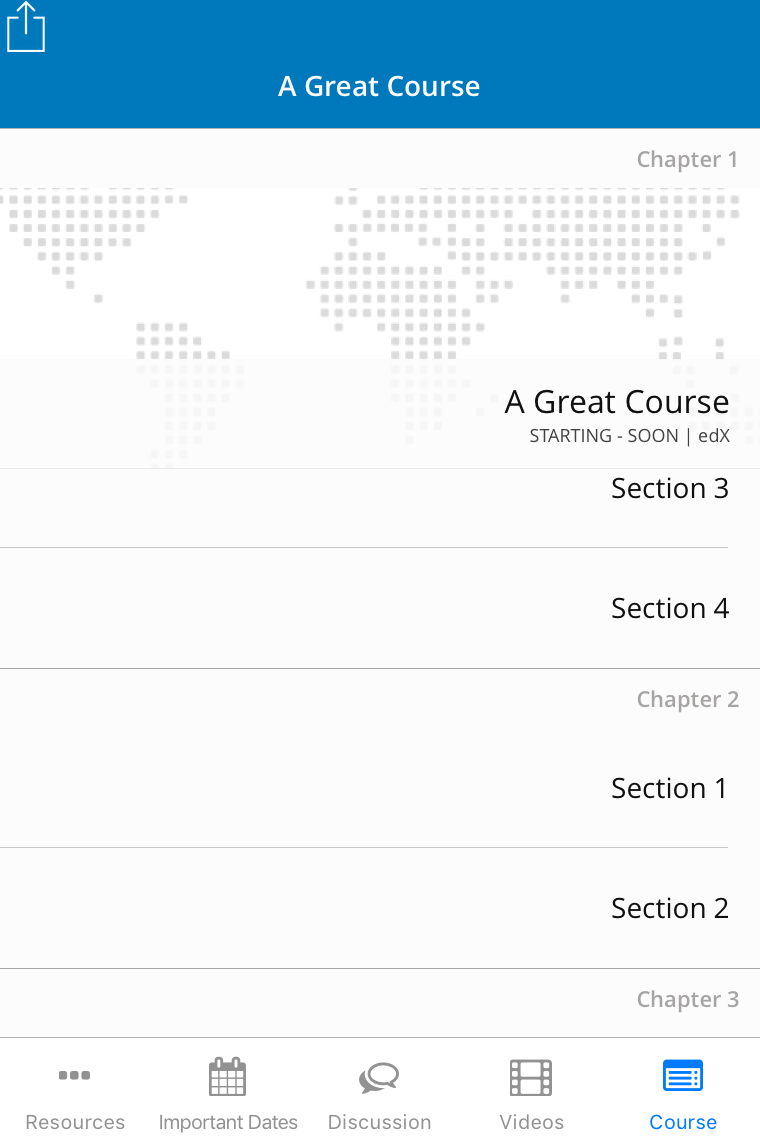 A Great Course
Chapter 1
A Great Course
STARTING - SOON | edX
Section 3
Section 4
Chapter 2
Section 1
Section 2
Chapter 3
Resources
Important Dates
Discussion
Videos
Course